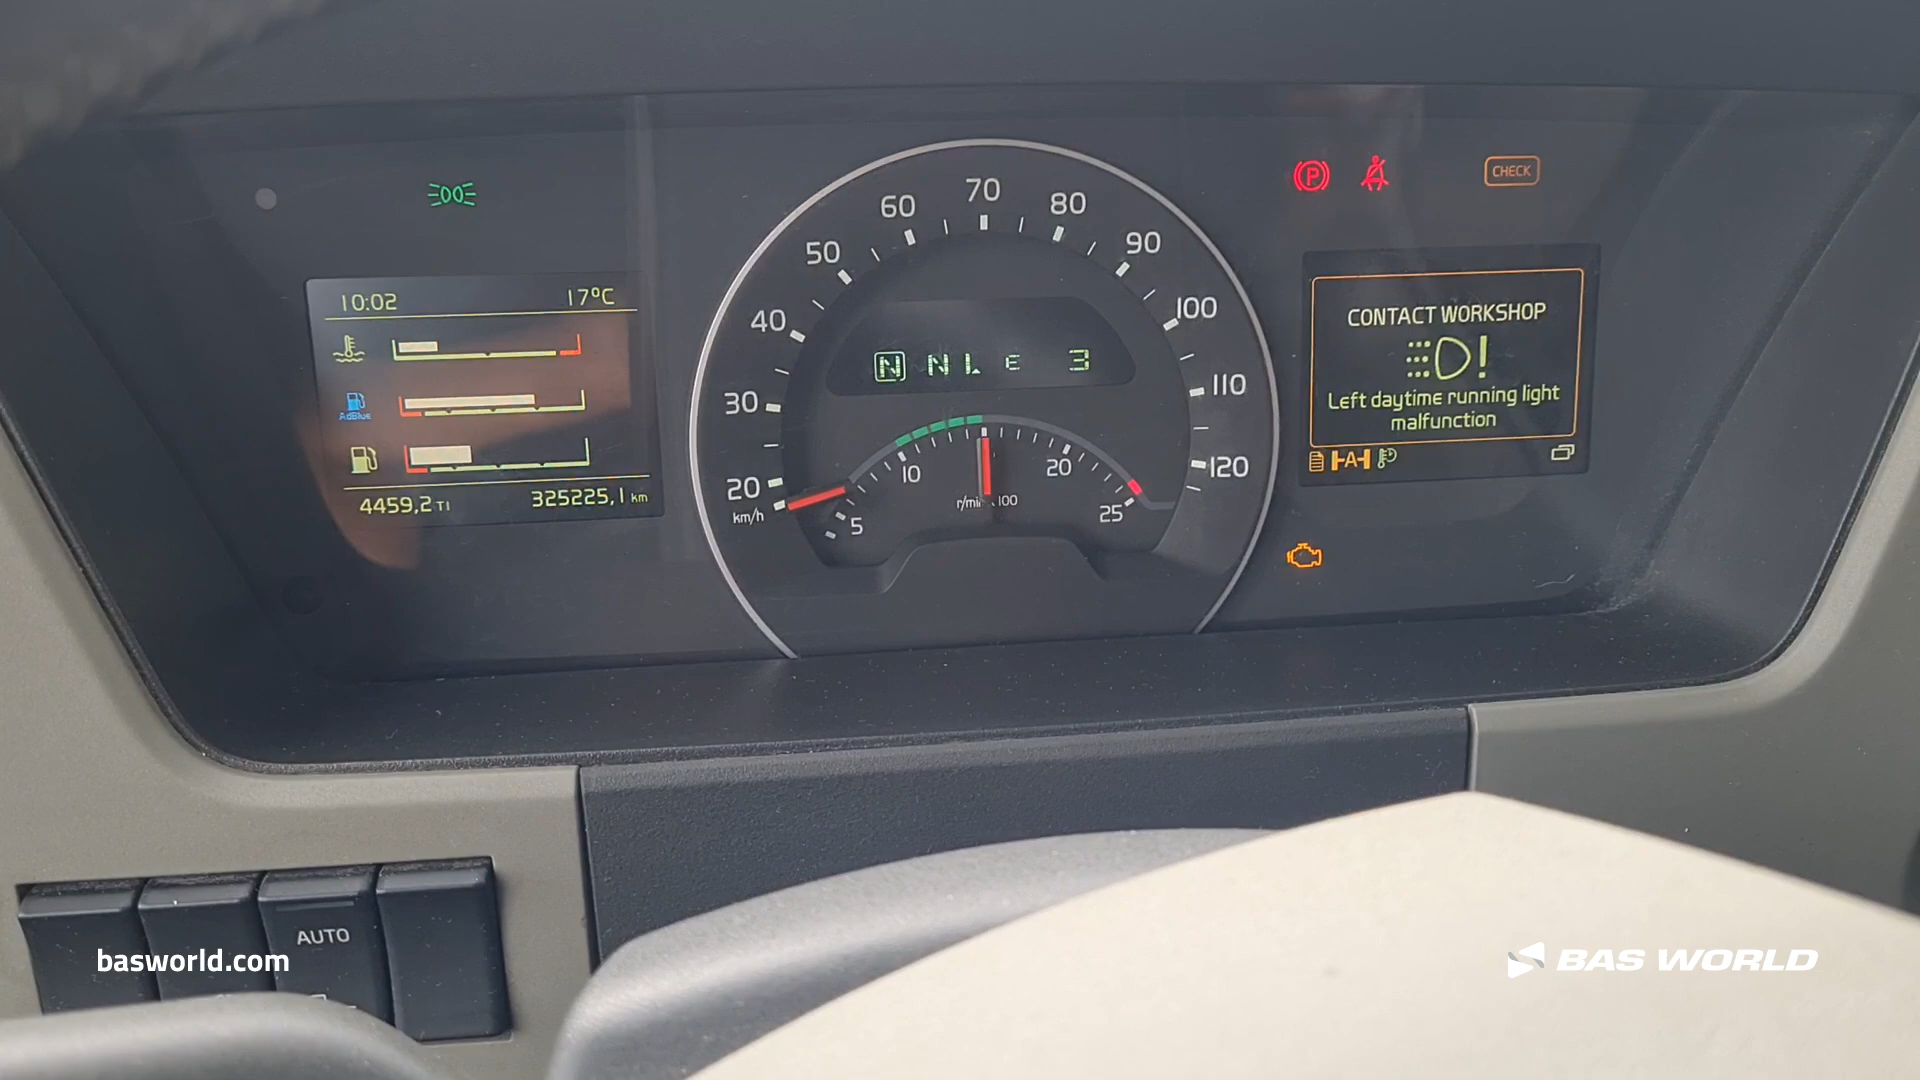 CHECK
10:02 17°C
AdBlue
4459,2 TI 325225,1 km
20 30 40 50 60 70 80 90 100 110 120
km/h
N N L E 3
5 10 20 25
r/min x100
CONTACT WORKSHOP
!
Left daytime running light
malfunction
A
P
AUTO
basworld.com
BAS WORLD